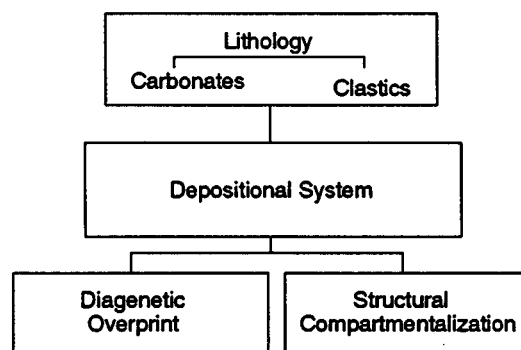 Lithology
Carbonates
Clastics
Depositional System
Diagenetic
Overprint
Structural
Compartmentalization